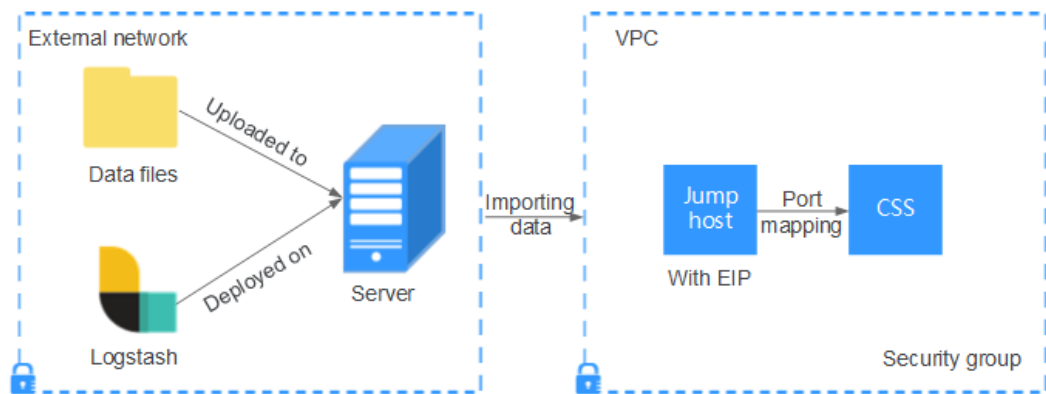 External network
Uploaded to
Data files
Deployed on
Logstash
Server
Importing
data
VPC
Jump
host
With EIP
Port
mapping
CSS
Security group